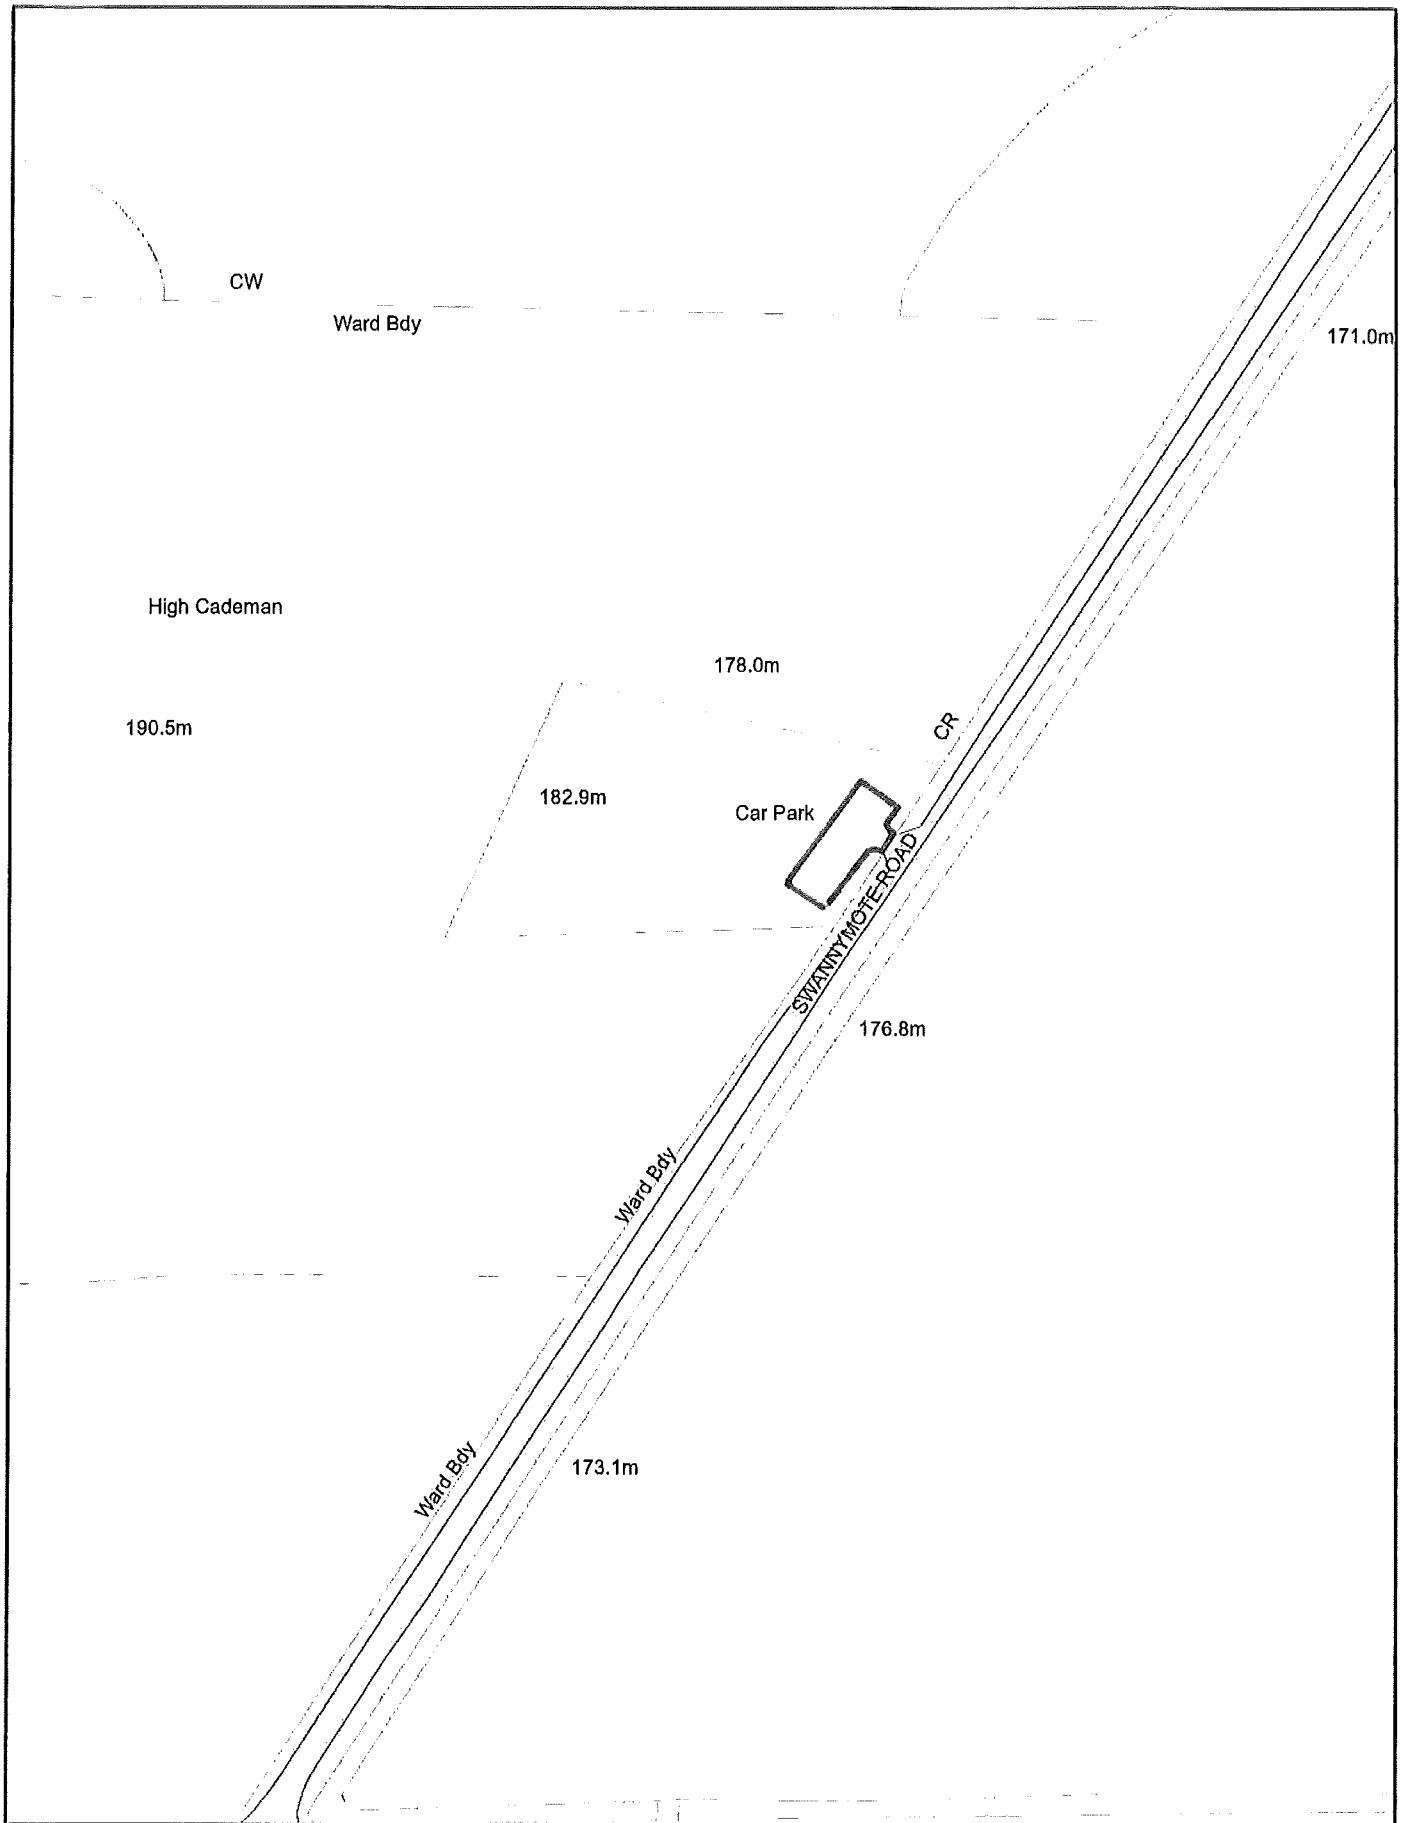 CW
Ward Bdy
171.0m
High Cademan
178.0m
190.5m
CR
182.9m
Car Park
SWANNYMOTE ROAD
176.8m
Ward Bdy
Ward Bdy
173.1m